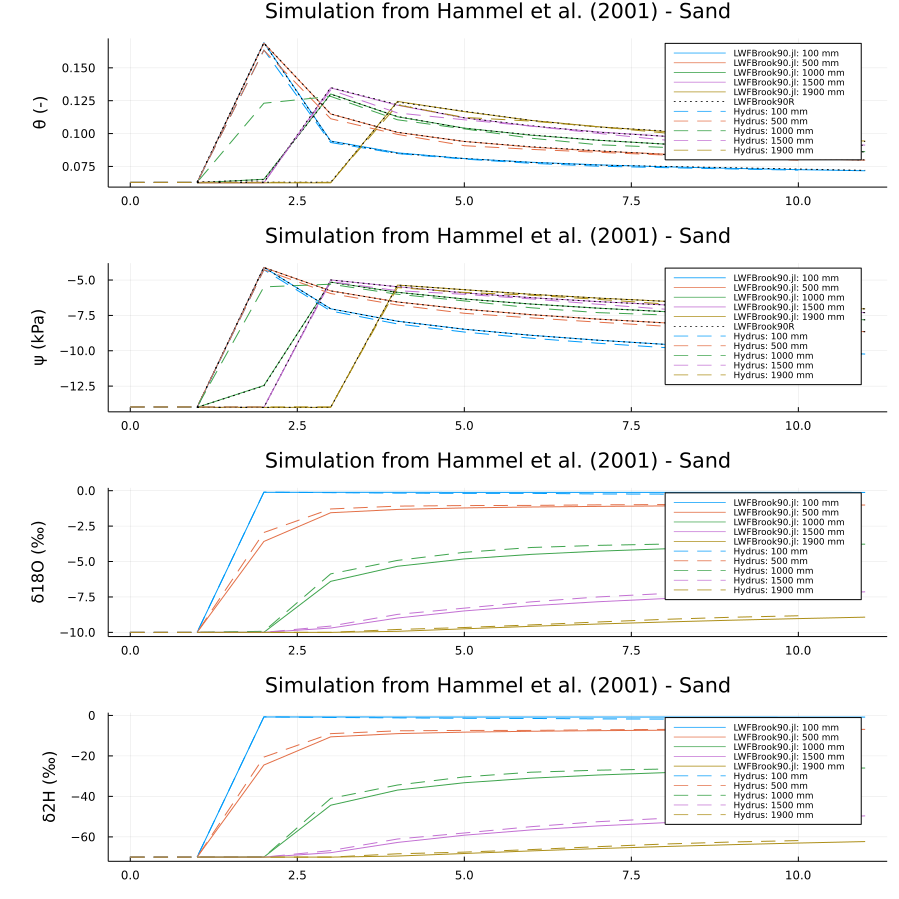 Simulation from Hammel et al. (2001) - Sand
θ (-)
0.150
0.125
0.100
0.075
LWFBrook90.jl: 100 mm
LWFBrook90.jl: 500 mm
LWFBrook90.jl: 1000 mm
LWFBrook90.jl: 1500 mm
LWFBrook90.jl: 1900 mm
LWFBrook90R
Hydrus: 100 mm
Hydrus: 500 mm
Hydrus: 1000 mm
Hydrus: 1500 mm
Hydrus: 1900 mm
0.0 2.5 5.0 7.5 10.0
Simulation from Hammel et al. (2001) - Sand
ψ (kPa)
−5.0
−7.5
−10.0
−12.5
LWFBrook90.jl: 100 mm
LWFBrook90.jl: 500 mm
LWFBrook90.jl: 1000 mm
LWFBrook90.jl: 1500 mm
LWFBrook90.jl: 1900 mm
LWFBrook90R
Hydrus: 100 mm
Hydrus: 500 mm
Hydrus: 1000 mm
Hydrus: 1500 mm
Hydrus: 1900 mm
0.0 2.5 5.0 7.5 10.0
Simulation from Hammel et al. (2001) - Sand
δ18O (‰)
0.0
−2.5
−5.0
−7.5
−10.0
LWFBrook90.jl: 100 mm
LWFBrook90.jl: 500 mm
LWFBrook90.jl: 1000 mm
LWFBrook90.jl: 1500 mm
LWFBrook90.jl: 1900 mm
Hydrus: 100 mm
Hydrus: 500 mm
Hydrus: 1000 mm
Hydrus: 1500 mm
Hydrus: 1900 mm
0.0 2.5 5.0 7.5 10.0
Simulation from Hammel et al. (2001) - Sand
δ2H (‰)
0
−20
−40
−60
LWFBrook90.jl: 100 mm
LWFBrook90.jl: 500 mm
LWFBrook90.jl: 1000 mm
LWFBrook90.jl: 1500 mm
LWFBrook90.jl: 1900 mm
Hydrus: 100 mm
Hydrus: 500 mm
Hydrus: 1000 mm
Hydrus: 1500 mm
Hydrus: 1900 mm
0.0 2.5 5.0 7.5 10.0